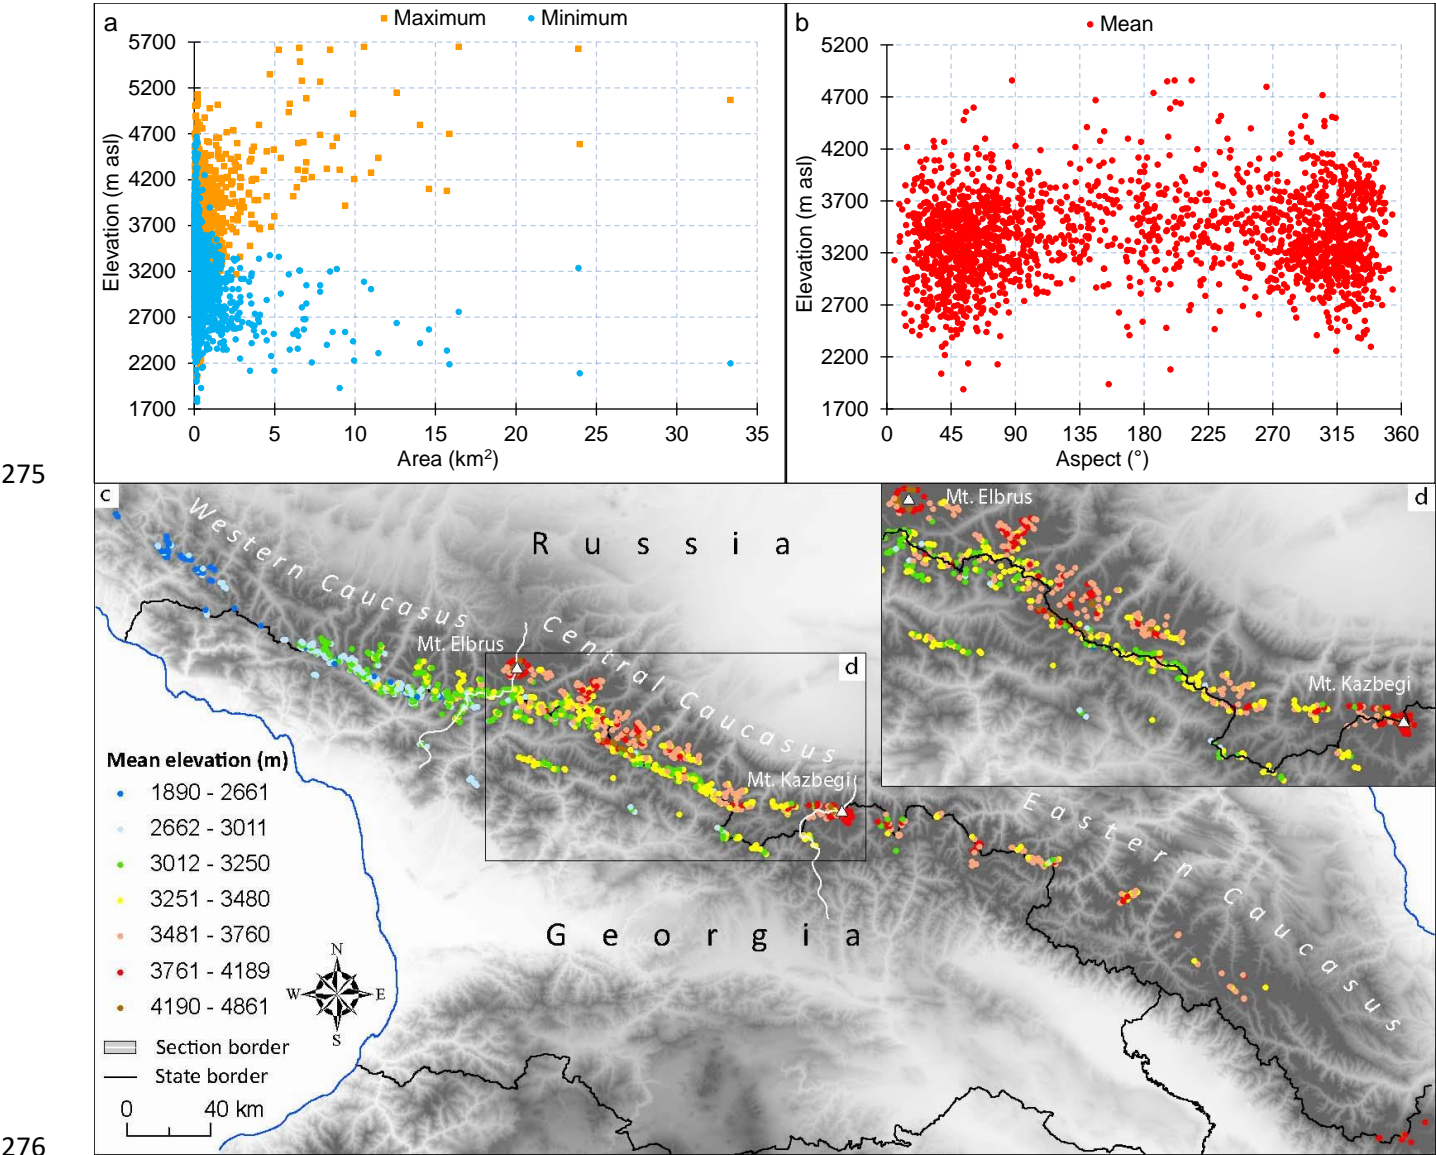 a
Maximum
Minimum
5700
5200
4700
4200
3700
3200
2700
2200
1700
Elevation (m asl)
0 5 10 15 20 25 30 35
Area (km²)
b
Mean
5200
4700
4200
3700
3200
2700
2200
1700
Elevation (m asl)
0 45 90 135 180 225 270 315 360
Aspect (°)
275
c
Western Caucasus
Russia
Mt. Elbrus
Central Caucasus
d
Mt. Kazbegi
Eastern Caucasus
Georgia
d
Mt. Elbrus
Mt. Kazbegi
Mean elevation (m)
1890 - 2661
2662 - 3011
3012 - 3250
3251 - 3480
3481 - 3760
3761 - 4189
4190 - 4861
Section border
State border
0 40 km
N
W E
S
276